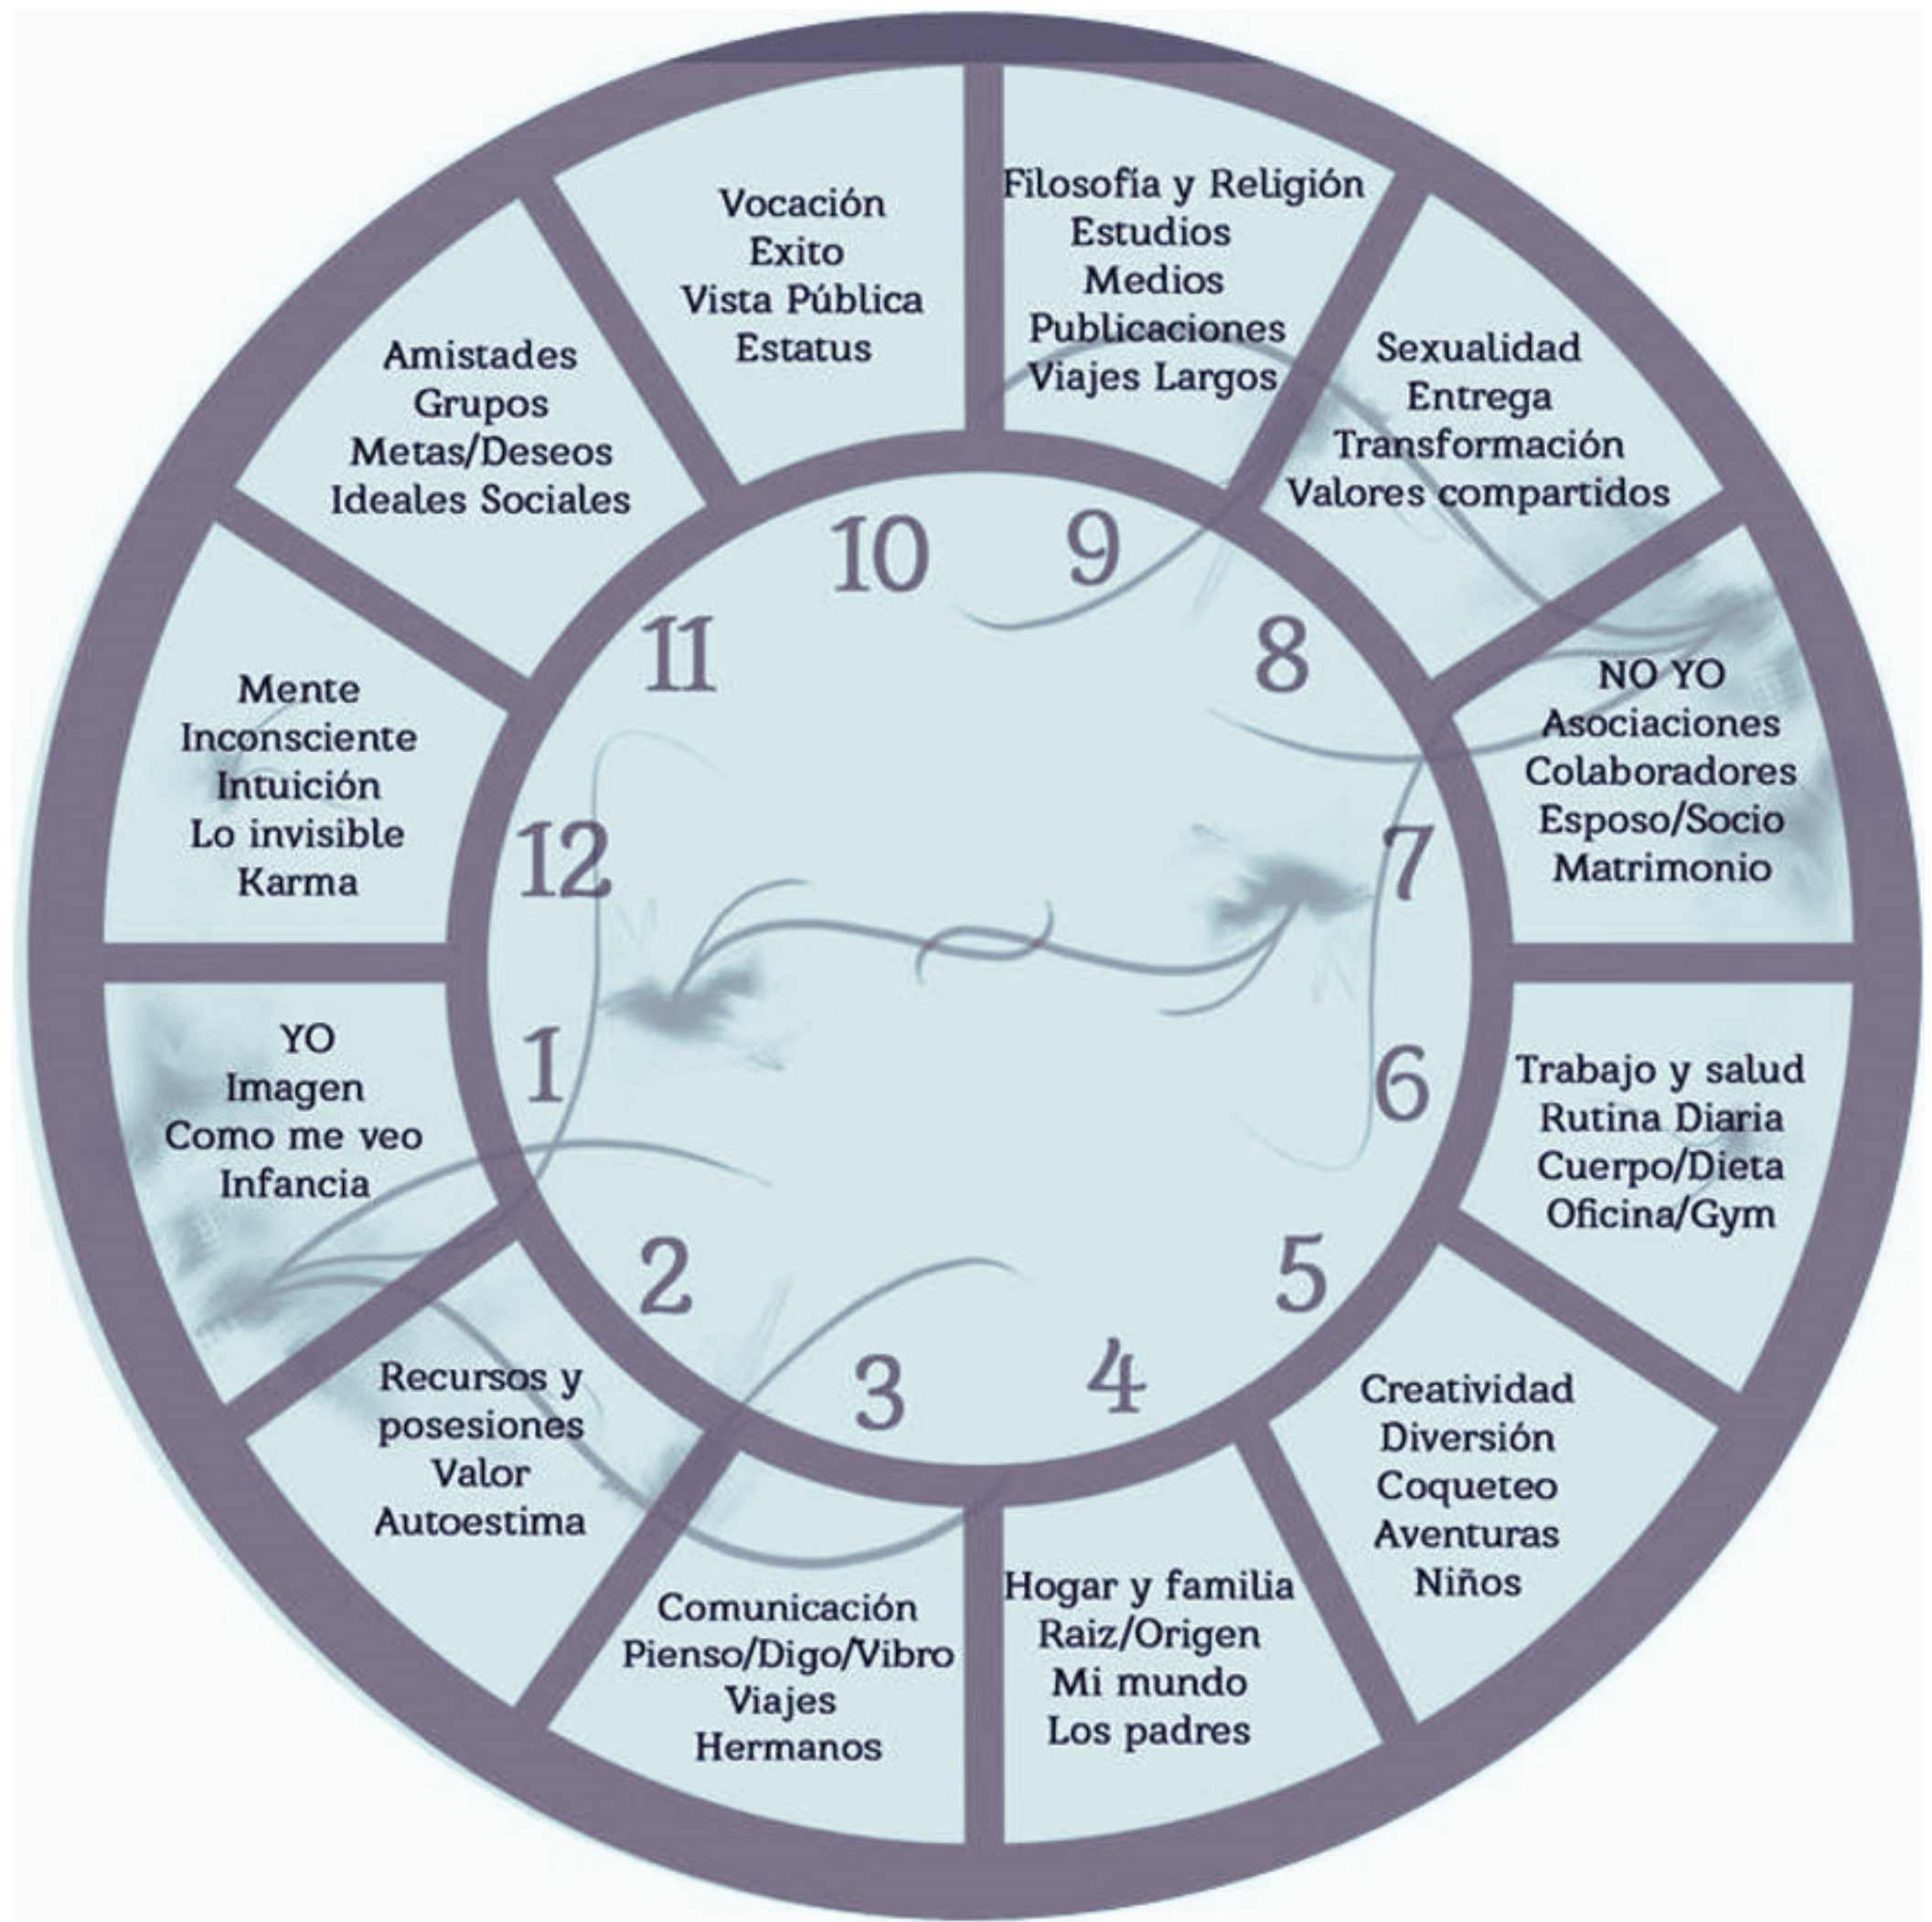 Vocación
Exito
Vista Pública
Estatus
Filosofía y Religión
Estudios
Medios
Publicaciones
Viajes Largos
Sexualidad
Entrega
Transformación
Valores compartidos
NO YO
Asociaciones
Colaboradores
Esposo/Socio
Matrimonio
Trabajo y salud
Rutina Diaria
Cuerpo/Dieta
Oficina/Gym
Creatividad
Diversión
Coqueteo
Aventuras
Niños
Hogar y familia
Raiz/Origen
Mi mundo
Los padres
Comunicación
Pienso/Digo/Vibro
Viajes
Hermanos
Recursos y
posesiones
Valor
Autoestima
YO
Imagen
Como me veo
Infancia
Mente
Inconsciente
Intuición
Lo invisible
Karma
Amistades
Grupos
Metas/Deseos
Ideales Sociales
10
9
8
7
6
5
4
3
2
1
12
11